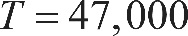 T = 47,000